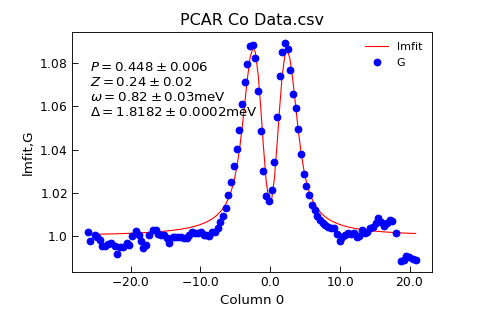 PCAR Co Data.csv
lmfit,G
1.08
1.06
1.04
1.02
1.0
P = 0.448 ± 0.006
Z = 0.24 ± 0.02
ω = 0.82 ± 0.03meV
Δ = 1.8182 ± 0.0002meV
lmfit
G
−20.0 −10.0 0.0 10.0 20.0
Column 0